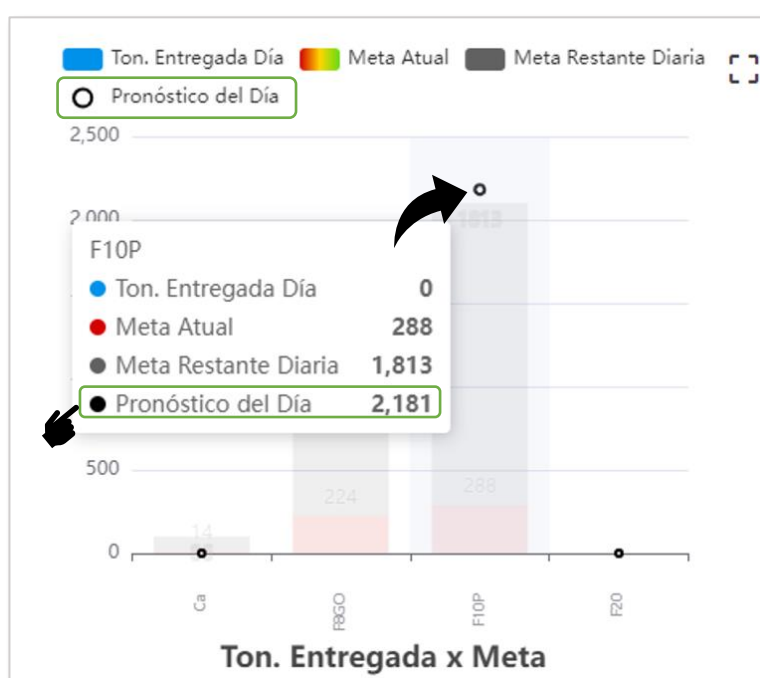 Ton. Entregada Día Meta Atual Meta Restante Diaria
Pronóstico del Día
2,500
2,000
1813
F10P
Ton. Entregada Día 0
Meta Atual 288
Meta Restante Diaria 1,813
Pronóstico del Día 2,181
500
224
288
14
0
Ca
F8GO
F10P
F20
Ton. Entregada x Meta